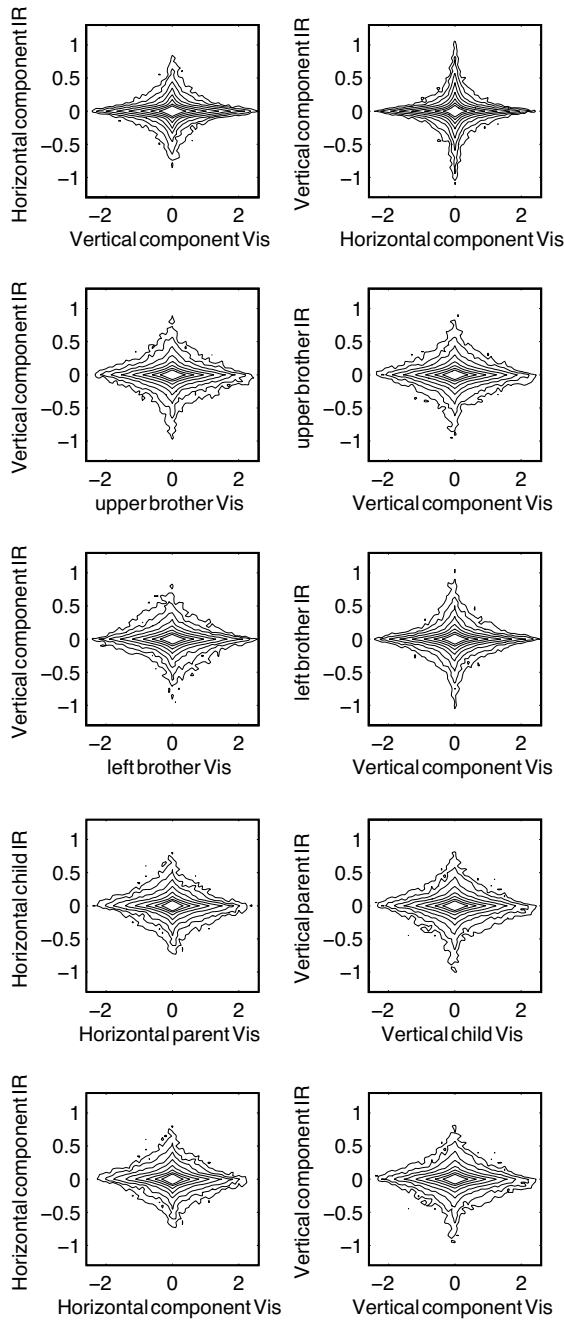 Horizontal component IR
1
0.5
0
−0.5
−1
−2 0 2
Vertical component Vis
Vertical component IR
1
0.5
0
−0.5
−1
−2 0 2
Horizontal component Vis
Vertical component IR
1
0.5
0
−0.5
−1
−2 0 2
upper brother Vis
upper brother IR
1
0.5
0
−0.5
−1
−2 0 2
Vertical component Vis
Vertical component IR
1
0.5
0
−0.5
−1
−2 0 2
left brother Vis
left brother IR
1
0.5
0
−0.5
−1
−2 0 2
Vertical component Vis
Horizontal child IR
1
0.5
0
−0.5
−1
−2 0 2
Horizontal parent Vis
Vertical parent IR
1
0.5
0
−0.5
−1
−2 0 2
Vertical child Vis
Horizontal component IR
1
0.5
0
−0.5
−1
−2 0 2
Horizontal component Vis
Vertical component IR
1
0.5
0
−0.5
−1
−2 0 2
Vertical component Vis